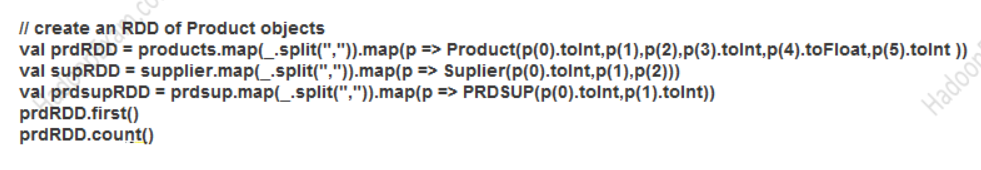 // create an RDD of Product objects
val prdRDD = products.map(_.split(",")).map(p => Product(p(0).toInt,p(1),p(2),p(3).toInt,p(4).toFloat,p(5).toInt ))
val supRDD = supplier.map(_.split(",")).map(p => Suplier(p(0).toInt,p(1),p(2)))
val prdsupRDD = prdsup.map(_.split(",")).map(p => PRDSUP(p(0).toInt,p(1).toInt))
prdRDD.first()
prdRDD.count()